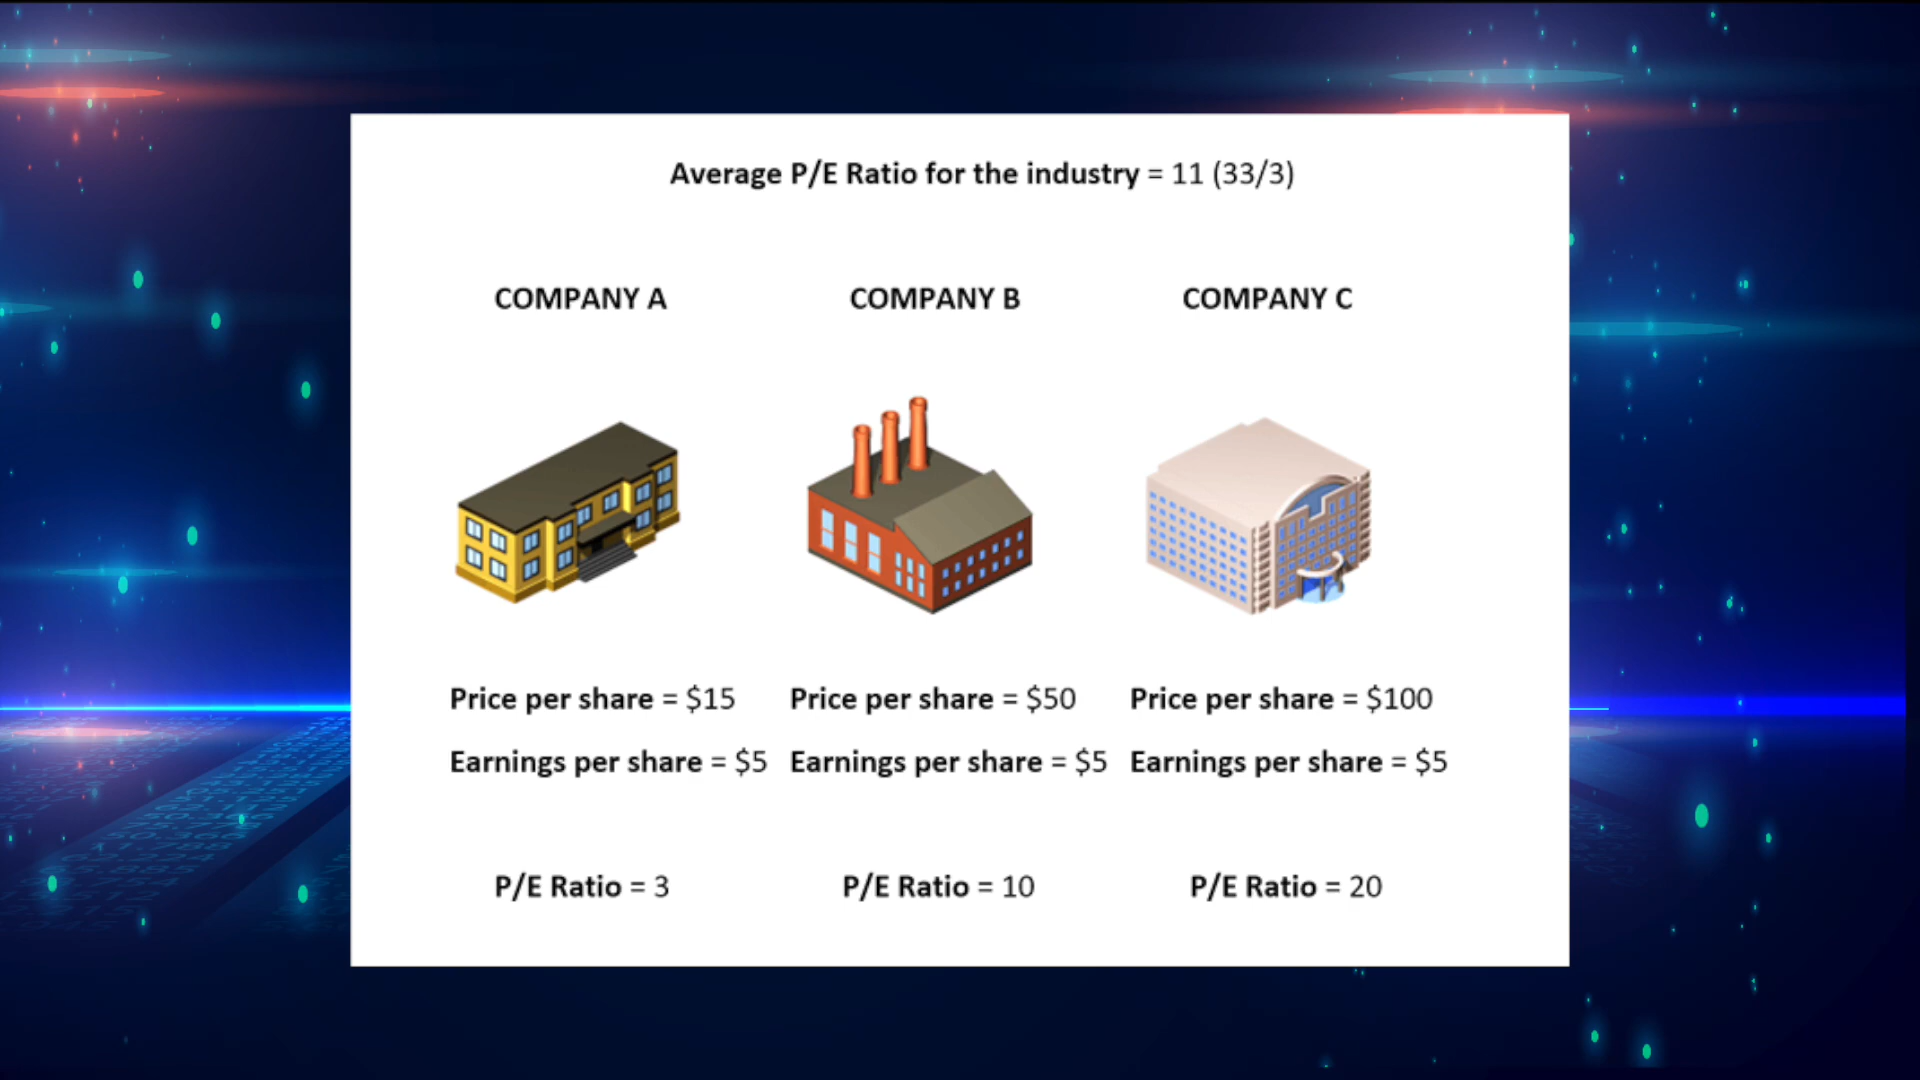 Average P/E Ratio for the industry = 11 (33/3)
COMPANY A
COMPANY B
COMPANY C
Price per share = $15
Price per share = $50
Price per share = $100
Earnings per share = $5
Earnings per share = $5
Earnings per share = $5
P/E Ratio = 3
P/E Ratio = 10
P/E Ratio = 20